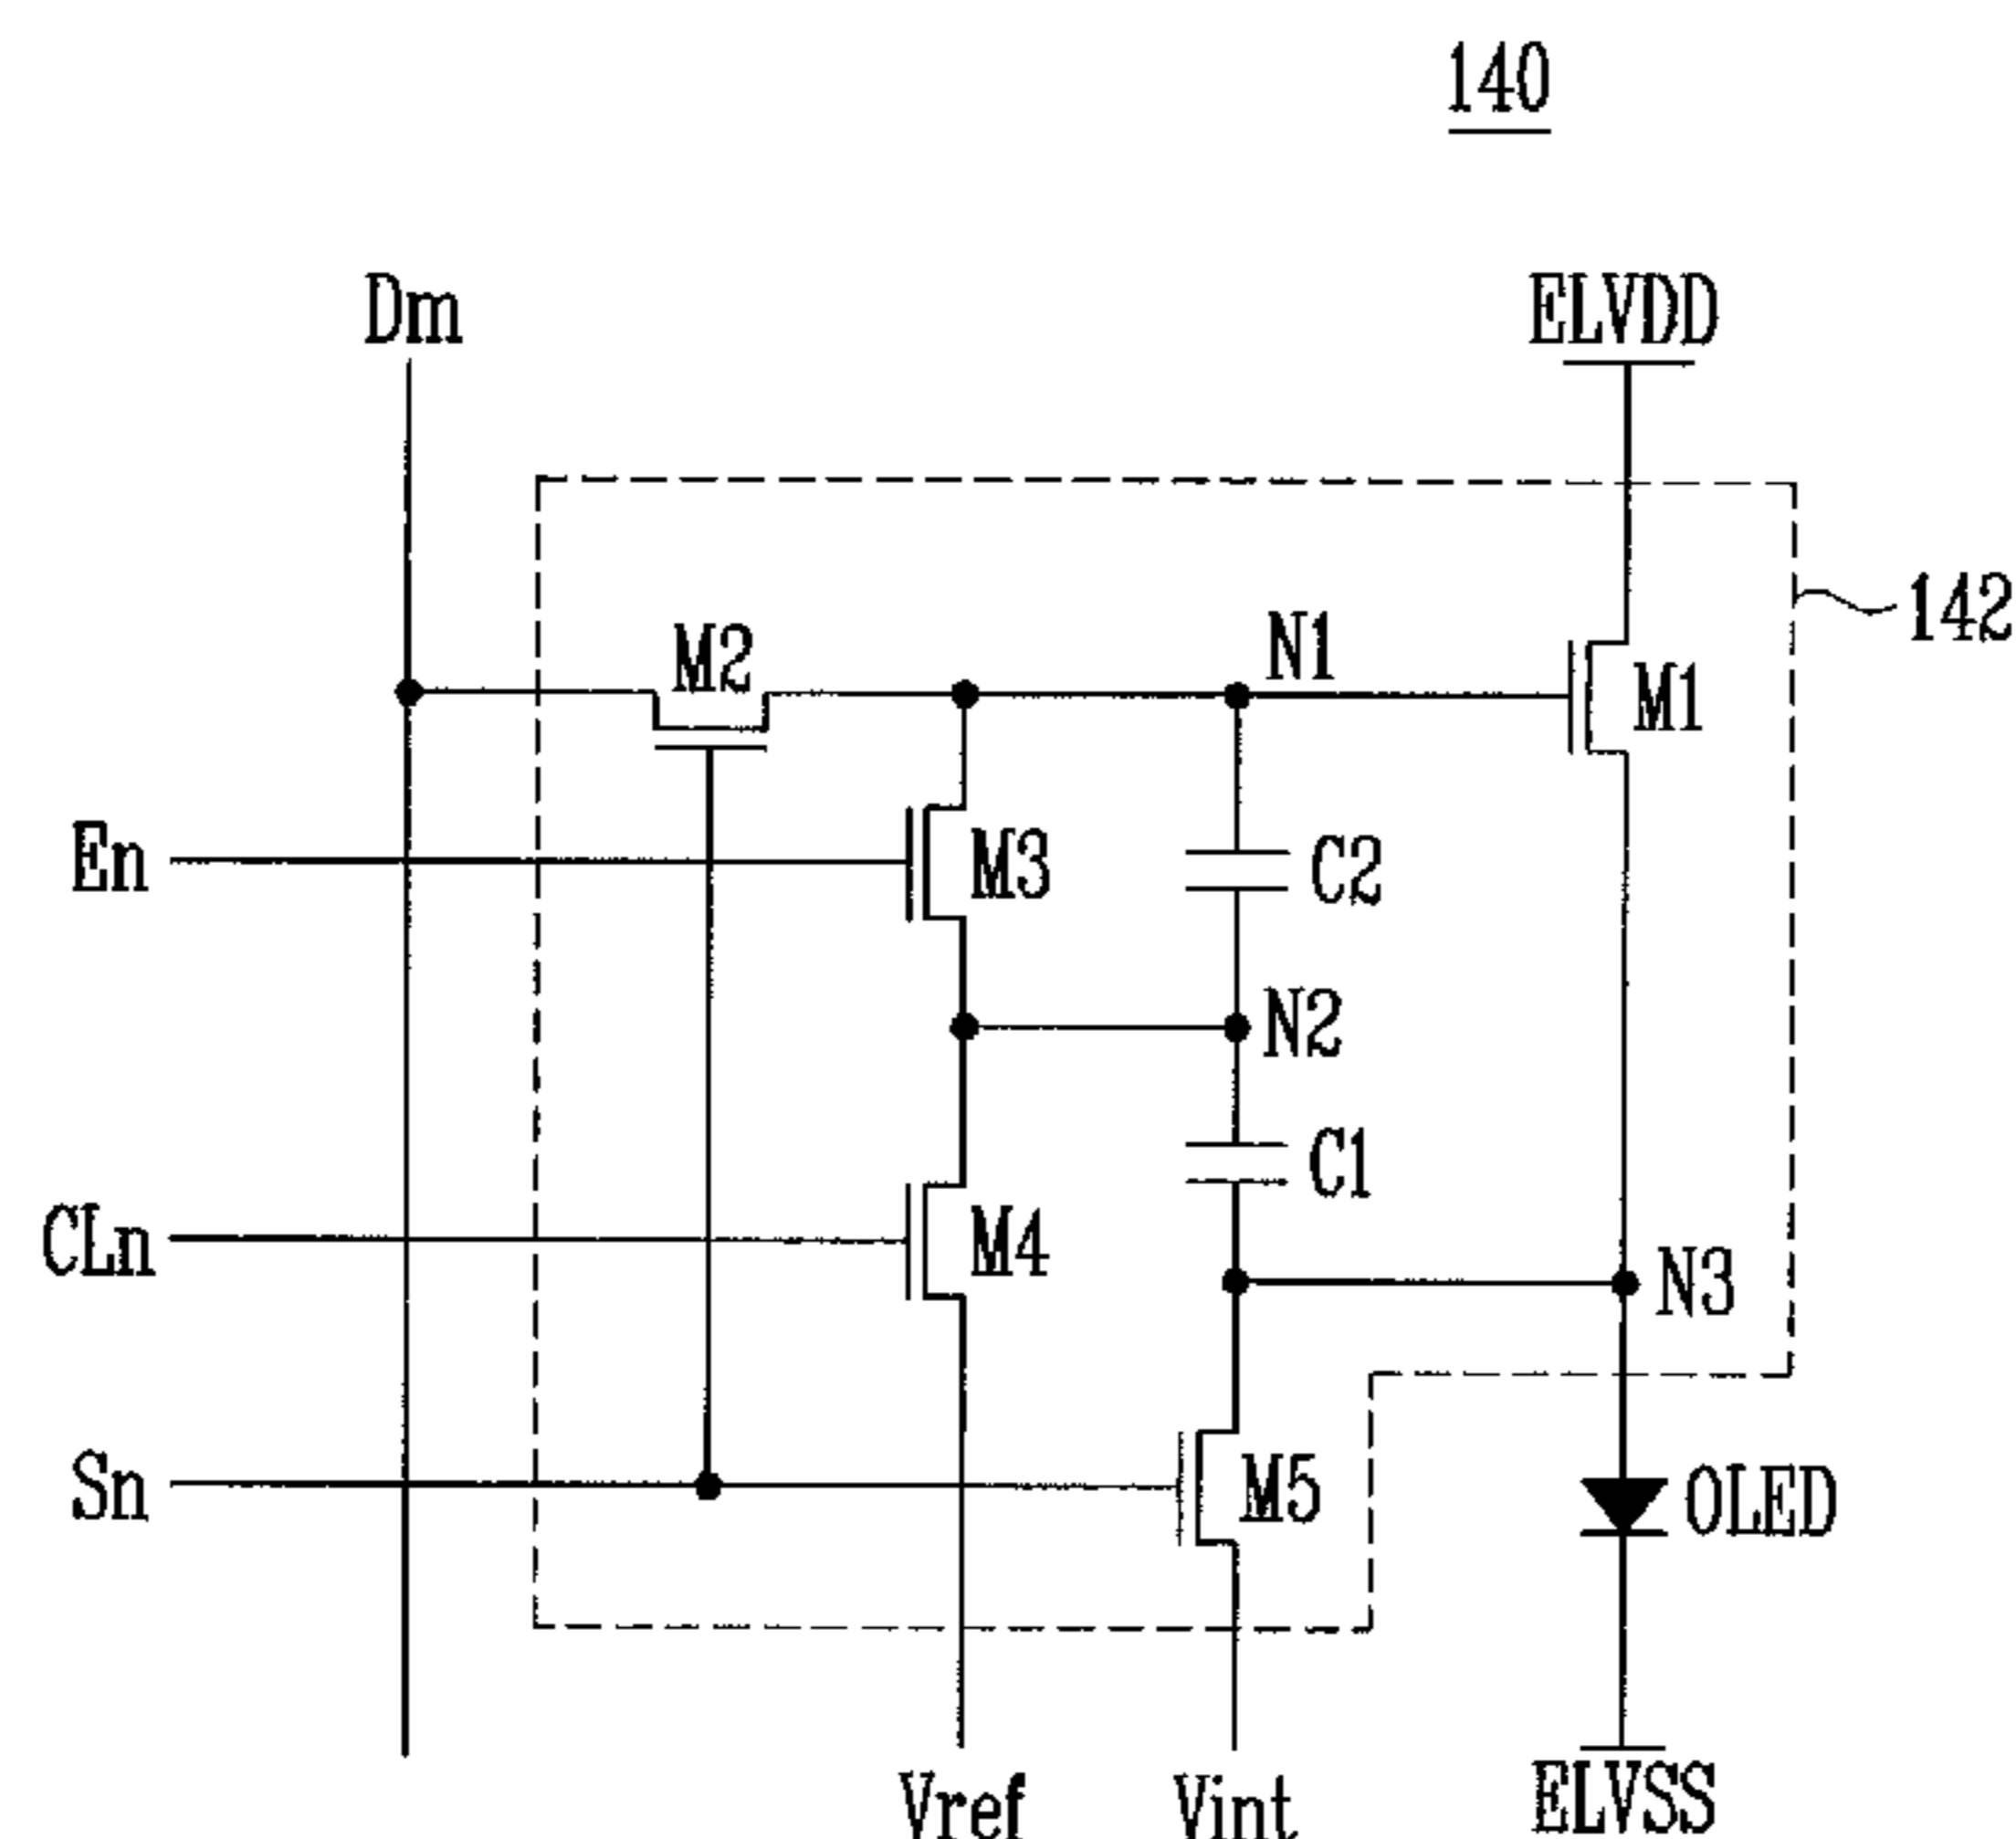 140
Dm
ELVDD
142
M2
N1
M1
En
M3
C2
N2
CLn
M4
C1
N3
Sn
M5
OLED
Vref
Vint
ELVSS